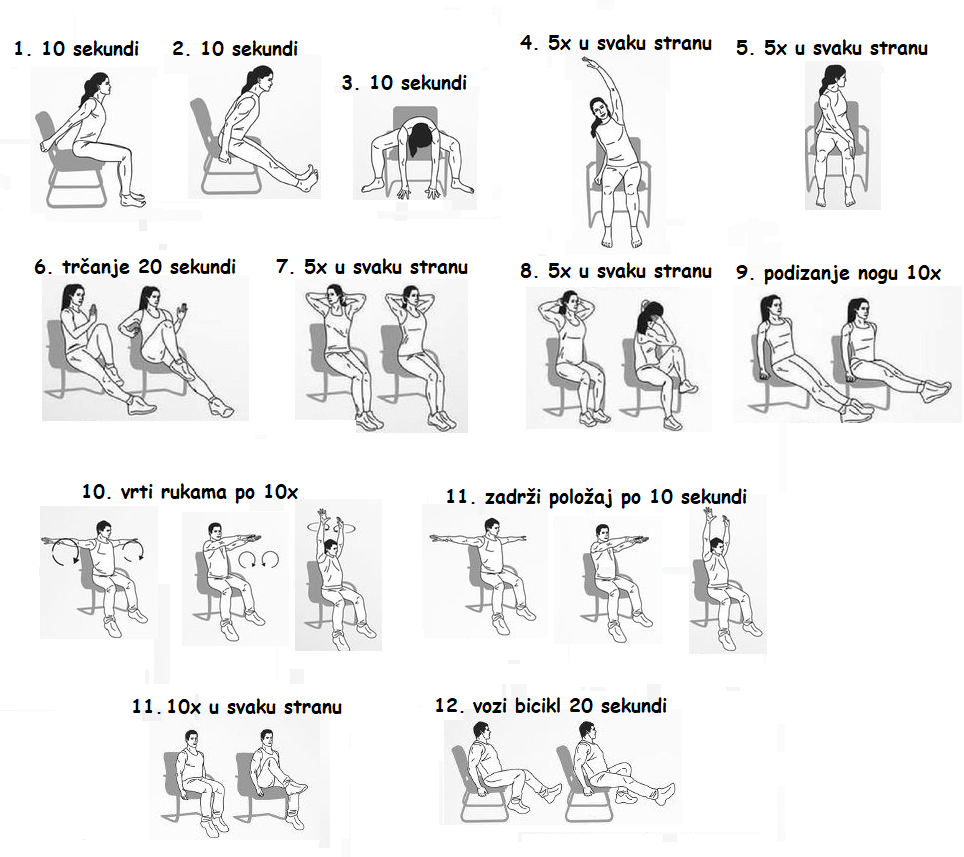 1. 10 sekundi
2. 10 sekundi
3. 10 sekundi
4. 5x u svaku stranu
5. 5x u svaku stranu
6. trčanje 20 sekundi
7. 5x u svaku stranu
8. 5x u svaku stranu
9. podizanje nogu 10x
10. vrti rukama po 10x
11. zadrži položaj po 10 sekundi
11. 10x u svaku stranu
12. vozi bicikl 20 sekundi